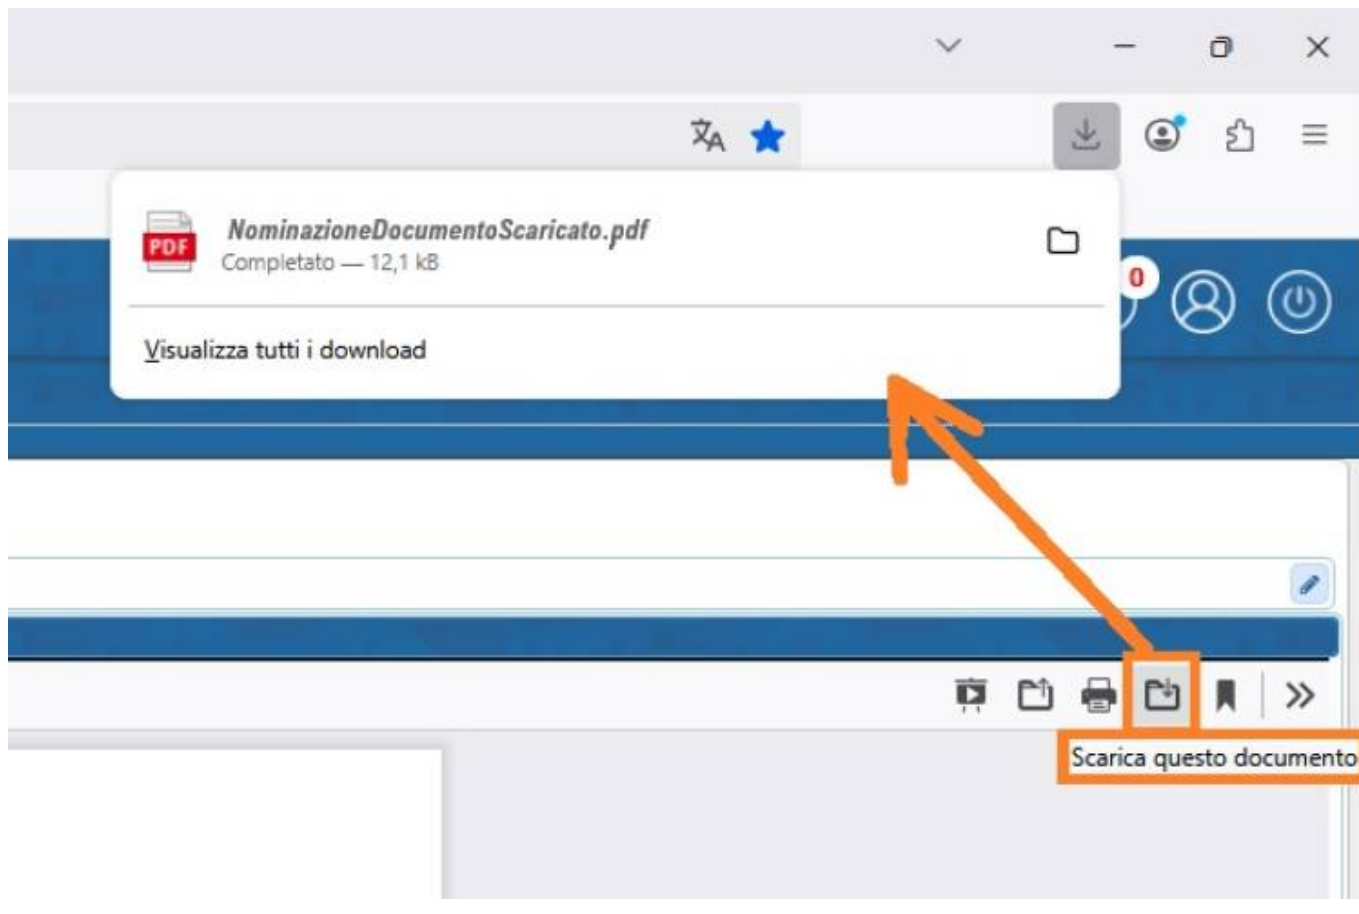 NominazioneDocumentoScaricato.pdf
PDF
Completato — 12,1 kB
0
Visualizza tutti i download
Scarica questo documento